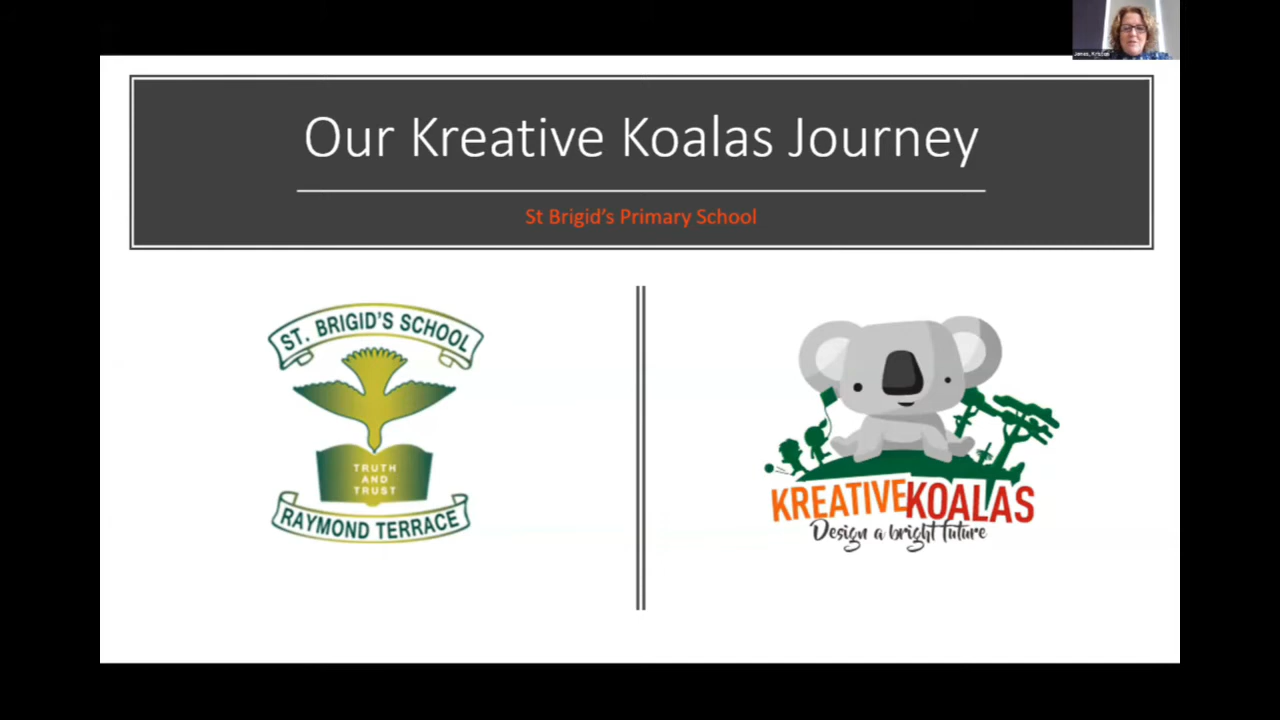 Our Kreative Koalas Journey
St Brigid's Primary School
ST. BRIGID'S SCHOOL
TRUTH
AND
TRUST
RAYMOND TERRACE
KREATIVEKOALAS
Design a bright future